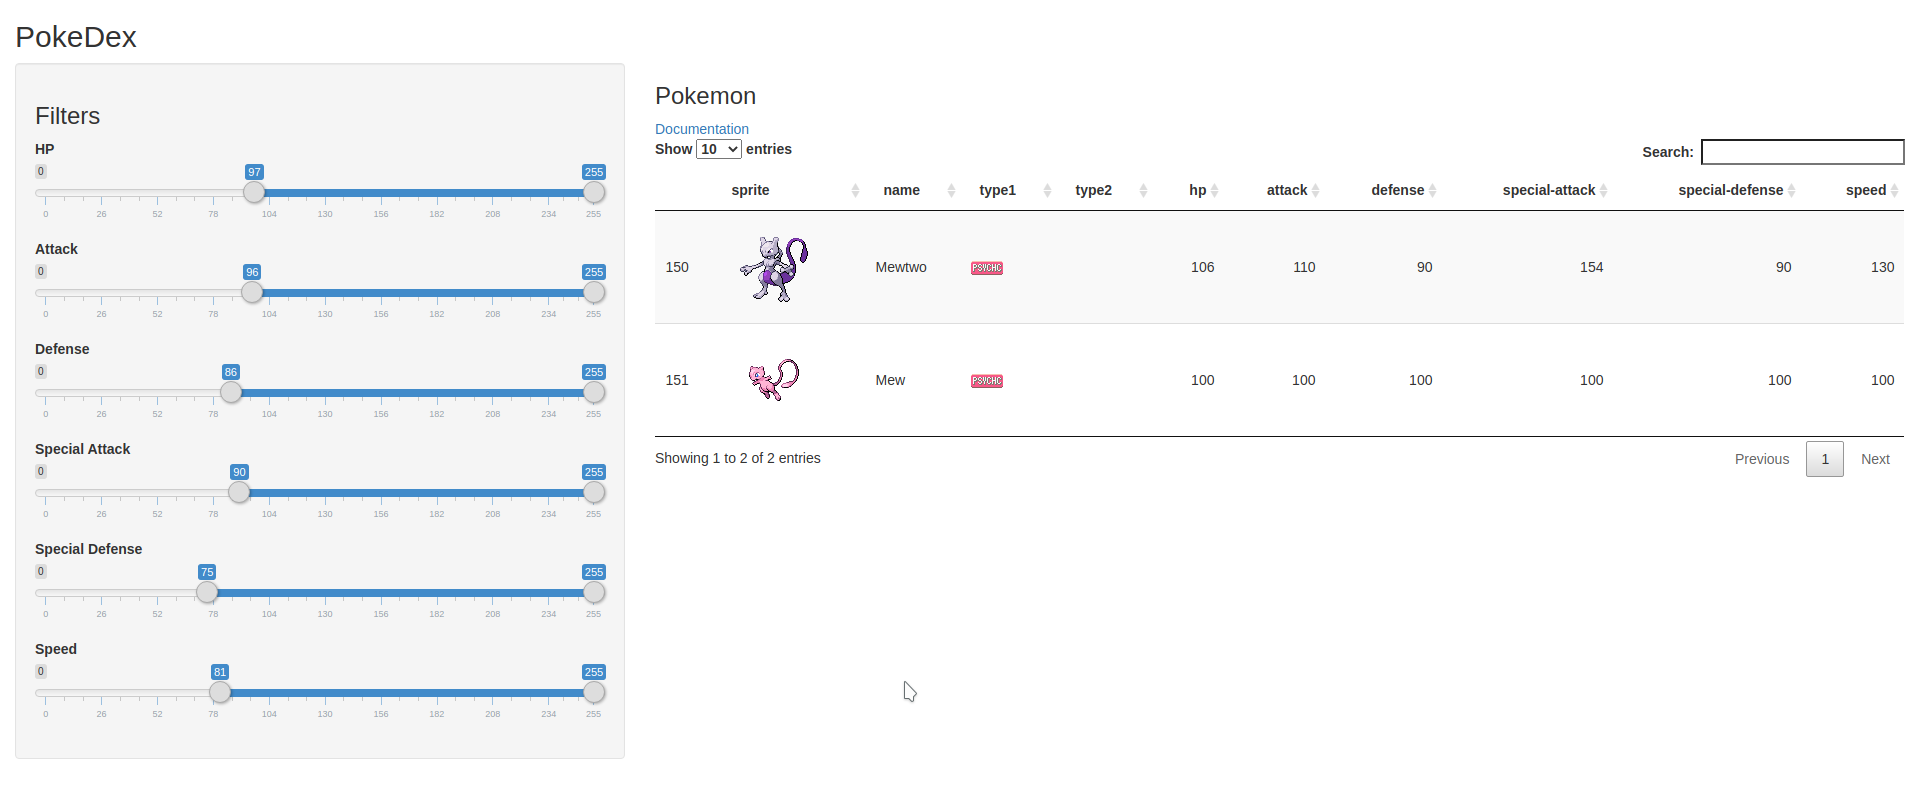 PokeDex
Filters
HP
0 97 255
0 26 52 78 104 130 156 182 208 234 255
Attack
0 96 255
0 26 52 78 104 130 156 182 208 234 255
Defense
0 86 255
0 26 52 78 104 130 156 182 208 234 255
Special Attack
0 90 255
0 26 52 78 104 130 156 182 208 234 255
Special Defense
0 75 255
0 26 52 78 104 130 156 182 208 234 255
Speed
0 81 255
0 26 52 78 104 130 156 182 208 234 255
Pokemon
Documentation
Show 10 entries
Search:
sprite name type1 type2 hp attack defense special-attack special-defense speed
150 Mewtwo PSYCHC 106 110 90 154 90 130
151 Mew PSYCHC 100 100 100 100 100 100
Showing 1 to 2 of 2 entries
Previous 1 Next